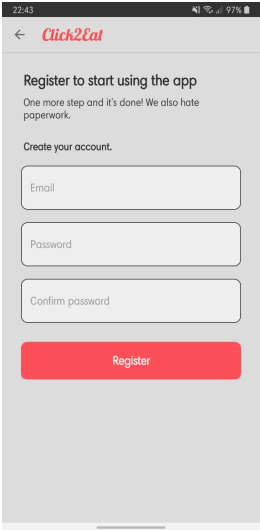 22:43 97%
Click2Eat
Register to start using the app
One more step and it's done! We also hate
paperwork.
Create your account.
Email
Password
Confirm password
Register